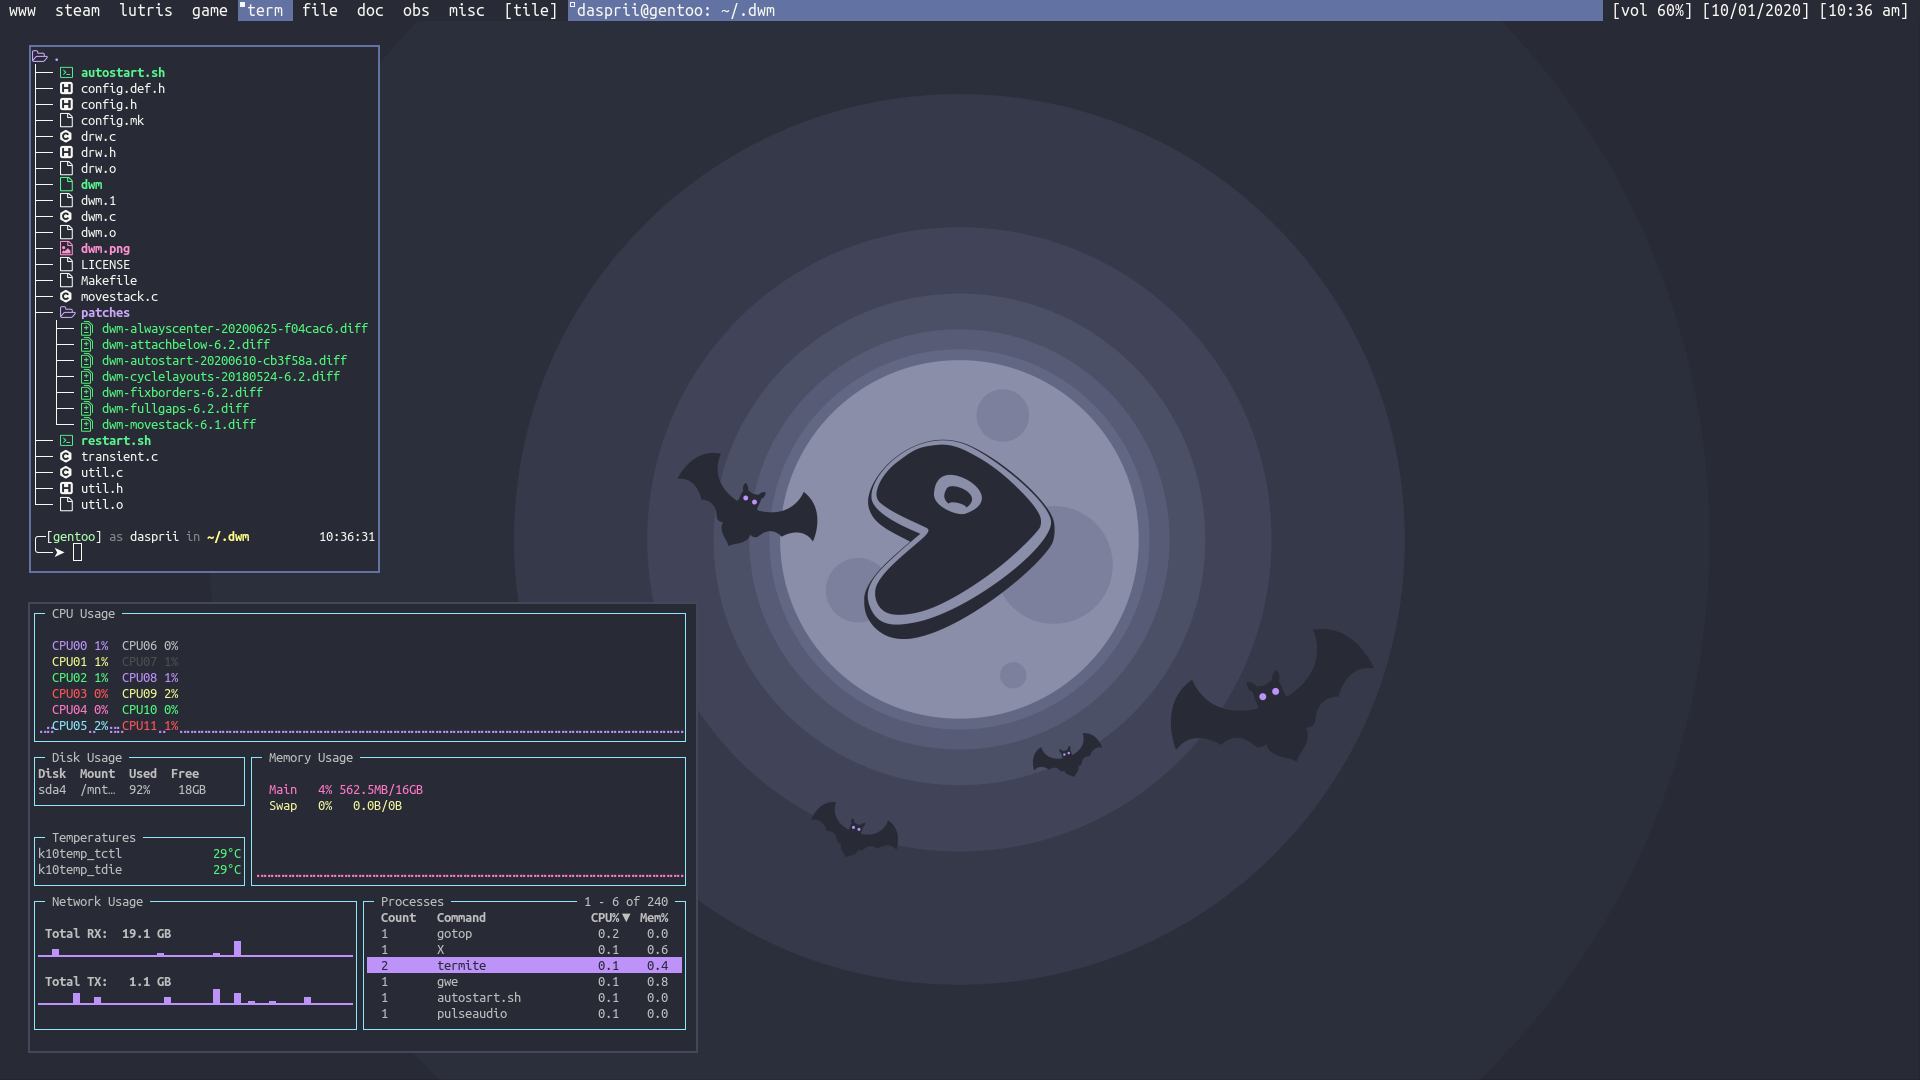 www steam lutris game term file doc obs misc [tile] dasprii@gentoo: ~/.dwm [vol 60%] [10/01/2020] [10:36 am]
.
autostart.sh
config.def.h
config.h
config.mk
drw.c
drw.h
drw.o
dwm
dwm.1
dwm.c
dwm.o
dwm.png
LICENSE
Makefile
movestack.c
patches
dwm-alwayscenter-20200625-f04cac6.diff
dwm-attachbelow-6.2.diff
dwm-autostart-20200610-cb3f58a.diff
dwm-cyclelayouts-20180524-6.2.diff
dwm-fixborders-6.2.diff
dwm-fullgaps-6.2.diff
dwm-movestack-6.1.diff
restart.sh
transient.c
util.c
util.h
util.o
[gentoo] as dasprii in ~/.dwm 10:36:31
CPU Usage
CPU00 1% CPU06 0%
CPU01 1% CPU07 1%
CPU02 1% CPU08 1%
CPU03 0% CPU09 2%
CPU04 0% CPU10 0%
CPU05 2% CPU11 1%
Disk Usage
Disk Mount Used Free
sda4 /mnt… 92% 18GB
Memory Usage
Main 4% 562.5MB/16GB
Swap 0% 0.0B/0B
Temperatures
k10temp_tctl 29°C
k10temp_tdie 29°C
Network Usage
Total RX: 19.1 GB
Total TX: 1.1 GB
Processes 1 - 6 of 240
Count Command CPU%▼ Mem%
1 gotop 0.2 0.0
1 X 0.1 0.6
2 termite 0.1 0.4
1 gwe 0.1 0.8
1 autostart.sh 0.1 0.0
1 pulseaudio 0.1 0.0